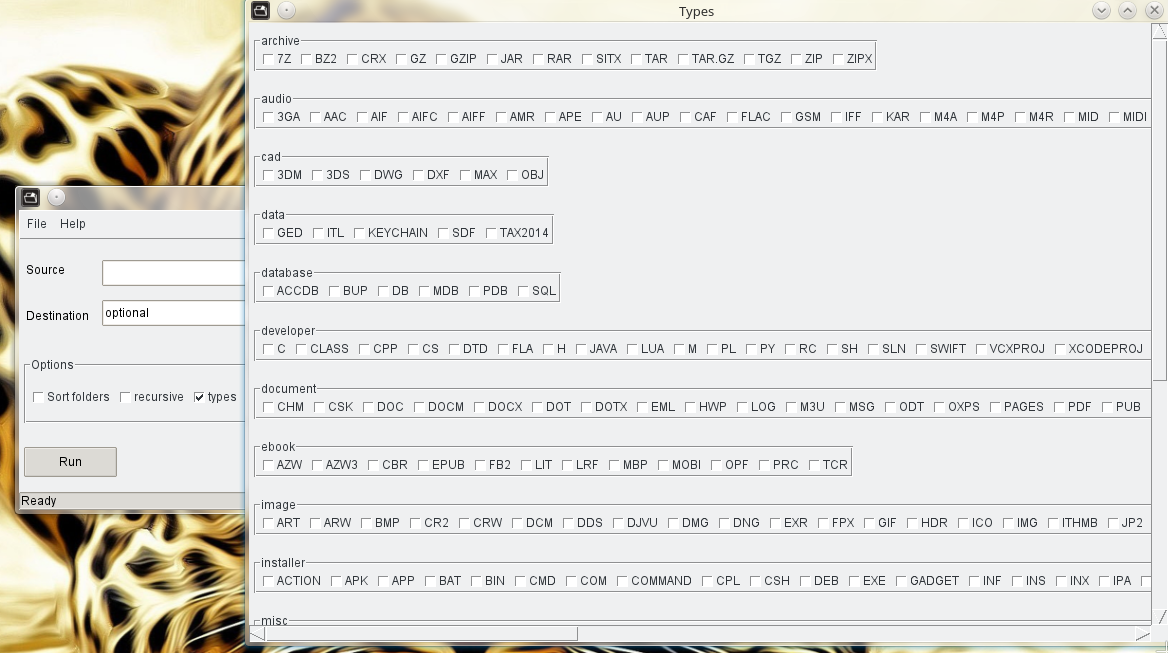 Types
archive
7Z BZ2 CRX GZ GZIP JAR RAR SITX TAR TAR.GZ TGZ ZIP ZIPX
audio
3GA AAC AIF AIFC AIFF AMR APE AU AUP CAF FLAC GSM IFF KAR M4A M4P M4R MID MIDI
cad
3DM 3DS DWG DXF MAX OBJ
data
GED ITL KEYCHAIN SDF TAX2014
database
ACCDB BUP DB MDB PDB SQL
developer
C CLASS CPP CS DTD FLA H JAVA LUA M PL PY RC SH SLN SWIFT VCXPROJ XCODEPROJ
document
CHM CSK DOC DOCM DOCX DOT DOTX EML HWP LOG M3U MSG ODT OXPS PAGES PDF PUB
ebook
AZW AZW3 CBR EPUB FB2 LIT LRF MBP MOBI OPF PRC TCR
image
ART ARW BMP CR2 CRW DCM DDS DJVU DMG DNG EXR FPX GIF HDR ICO IMG ITHMB JP2
installer
ACTION APK APP BAT BIN CMD COM COMMAND CPL CSH DEB EXE GADGET INF INS INX IPA
misc
File Help
Source
Destination optional
Options
Sort folders recursive types
Run
Ready